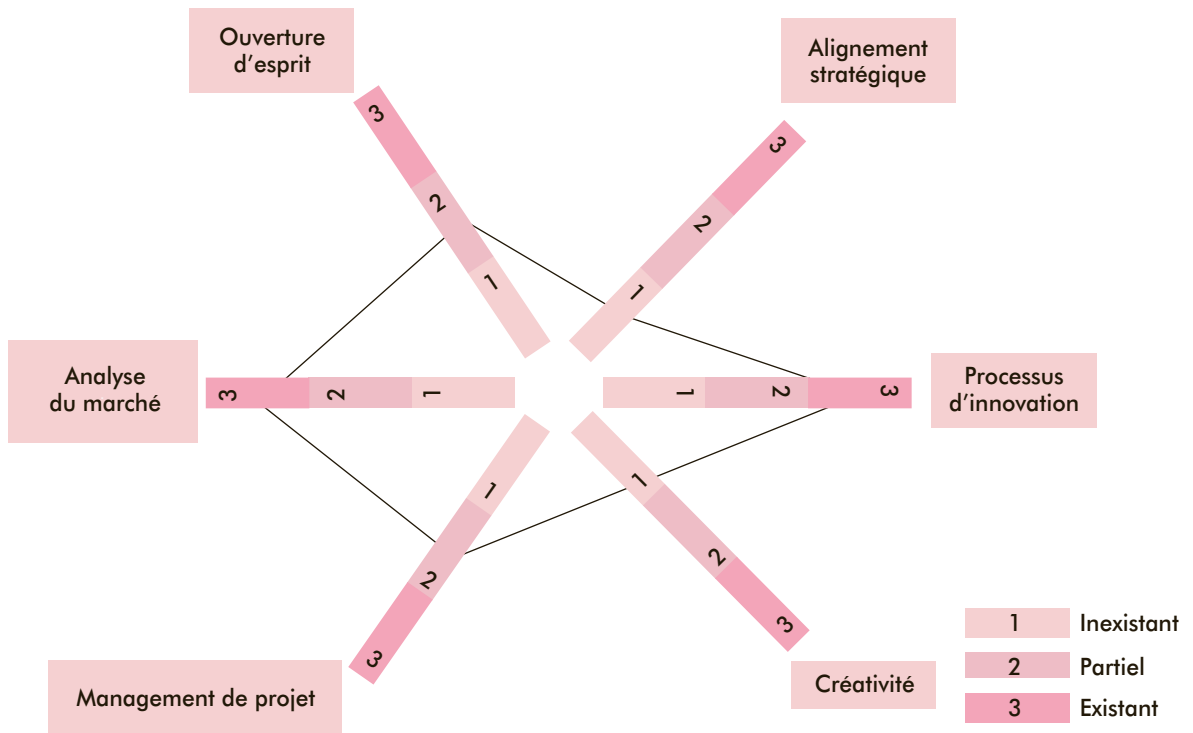 Ouverture
d’esprit
Alignement
stratégique
3
2
1
3
2
1
Analyse
du marché
3
2
1
1
2
3
Processus
d’innovation
1
2
3
1
2
3
Management de projet
Créativité
1 Inexistant
2 Partiel
3 Existant